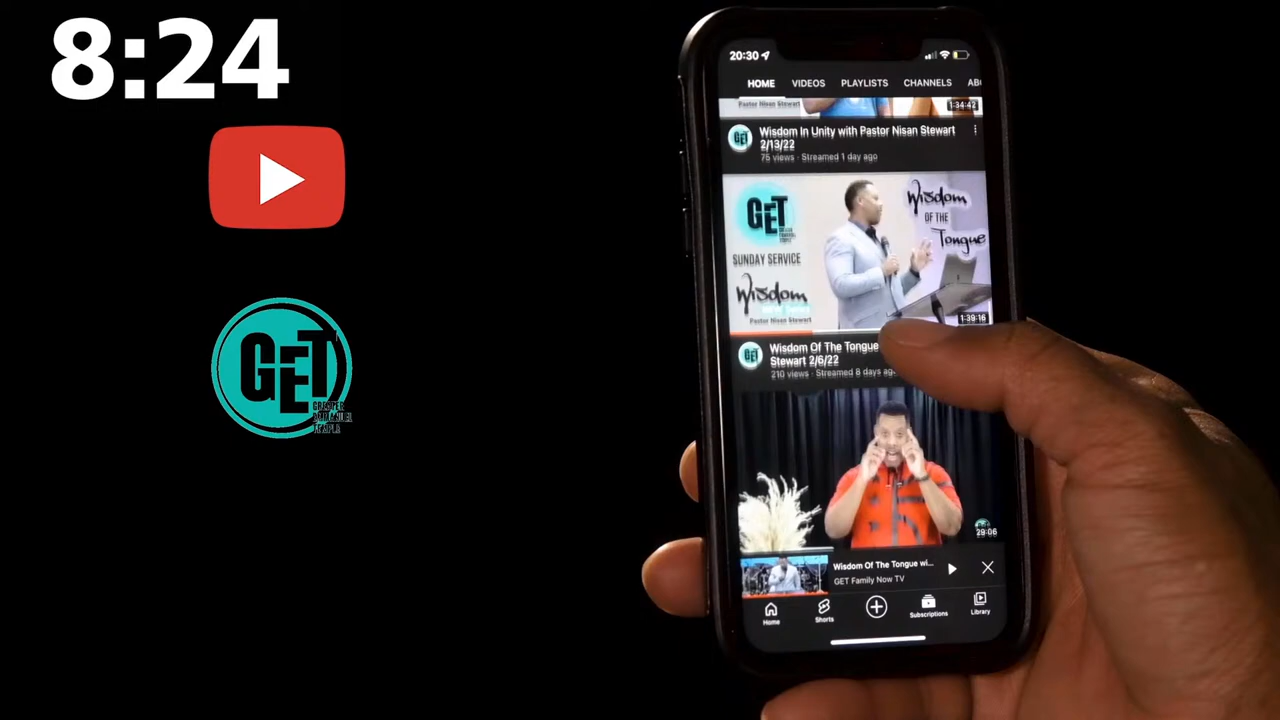 8:24
GET
20:30
HOME VIDEOS PLAYLISTS CHANNELS AB
Pastor Nisan Stewart
1:34:42
GET
Wisdom In Unity with Pastor Nisan Stewart
2/13/22
75 views · Streamed 1 day ago
GET
SUNDAY SERVICE
Wisdom
Pastor Nisan Stewart
Wisdom
OF THE
Tongue
1:39:16
GET
Wisdom Of The Tongue
Stewart 2/6/22
210 views · Streamed 8 days ago
29:06
Wisdom Of The Tongue wi...
GET Family Now TV
Home Shorts Subscriptions Library